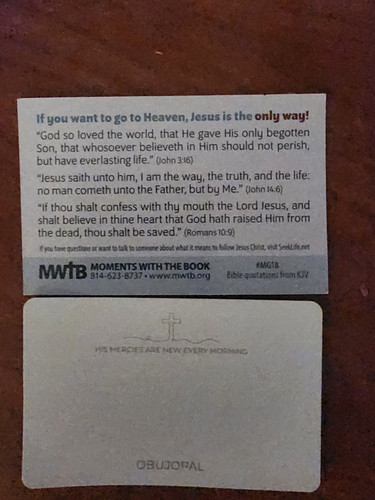 If you want to go to Heaven, Jesus is the only way!
"God so loved the world, that He gave His only begotten
Son, that whosoever believeth in Him should not perish,
but have everlasting life." (John 3:16)
"Jesus saith unto him, I am the way, the truth, and the life:
no man cometh unto the Father, but by Me." (John 14:6)
"If thou shalt confess with thy mouth the Lord Jesus, and
shalt believe in thine heart that God hath raised Him from
the dead, thou shalt be saved." (Romans 10:9)
If you have questions or want to talk to someone about what it means to follow Jesus Christ, visit SeekLife.net
MWTB MOMENTS WITH THE BOOK
814-623-8737 • www.mwtb.org
#MG18
Bible quotations from KJV
HIS MERCIES ARE NEW EVERY MORNING
OBUJOPAL